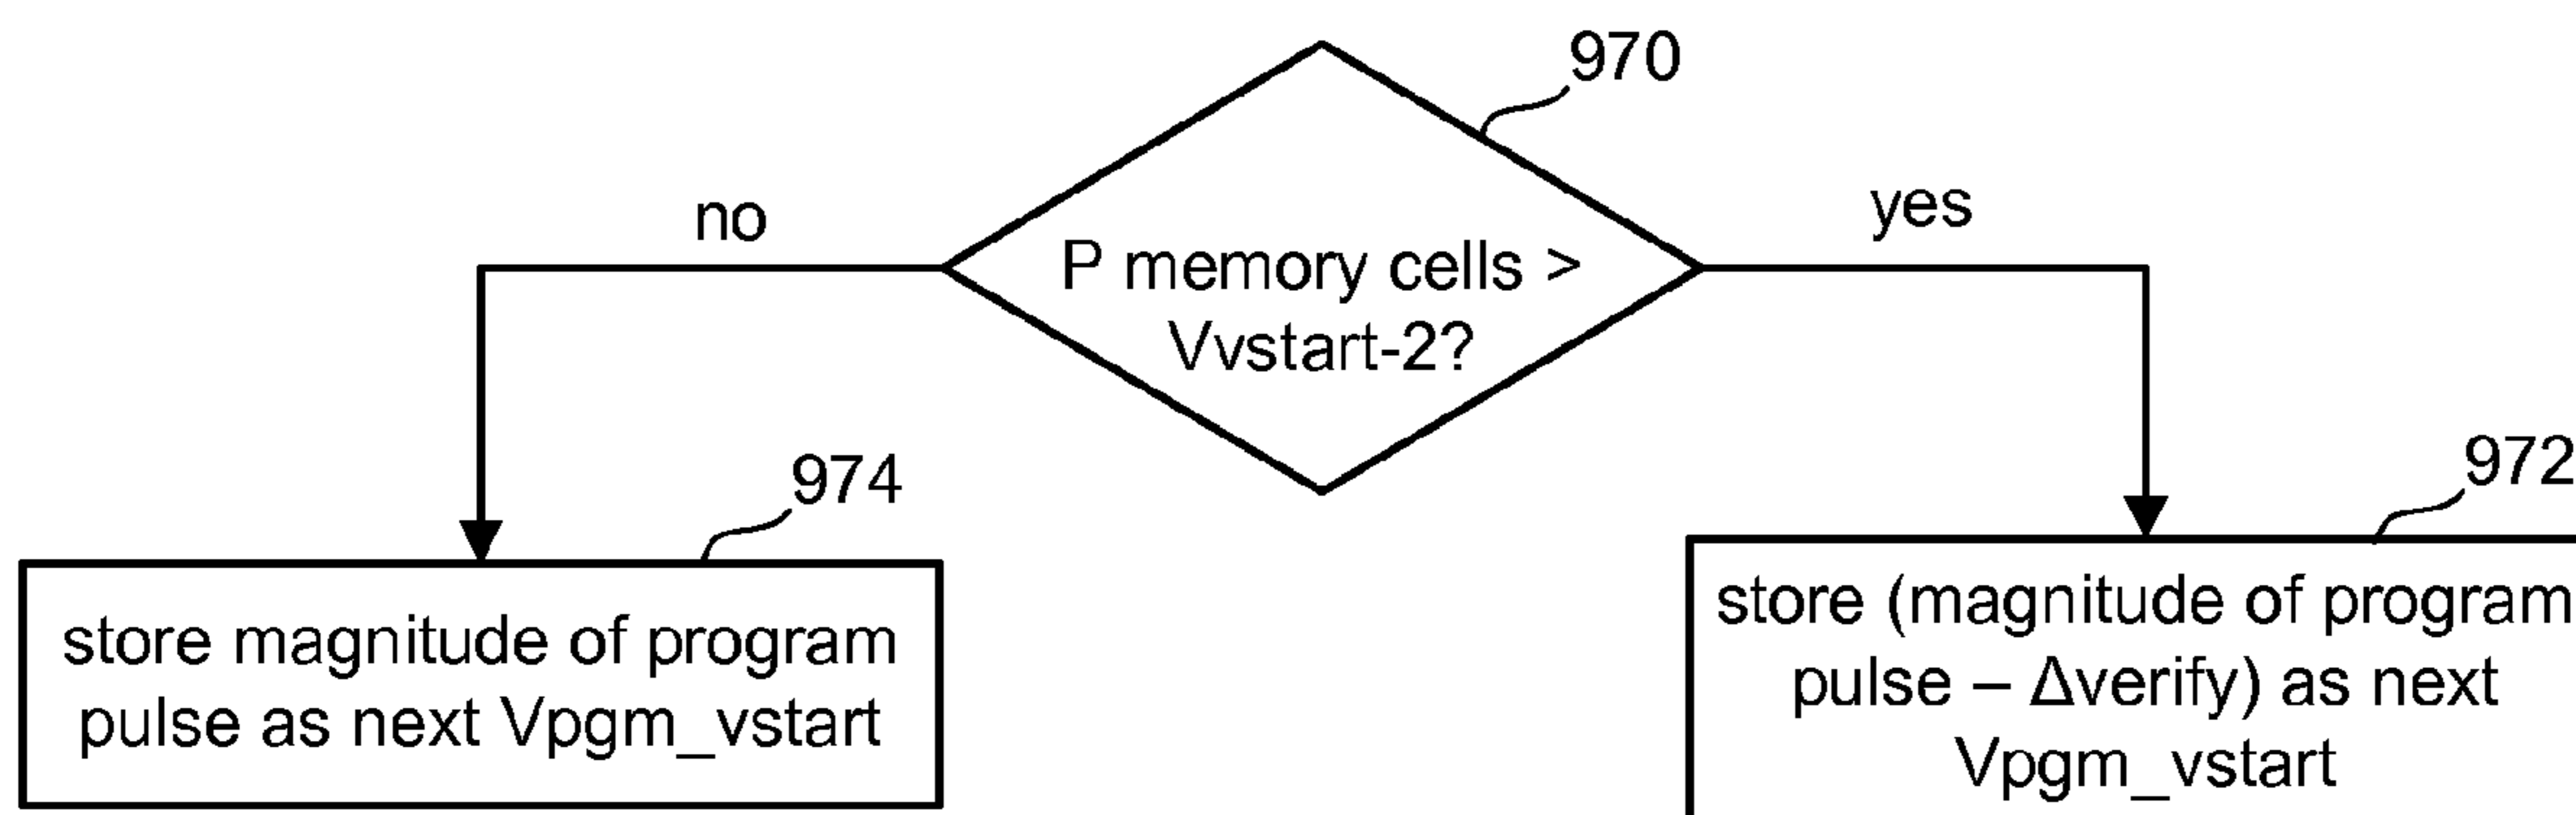 970
no
yes
P memory cells >
Vvstart-2?
974
972
store magnitude of program
pulse as next Vpgm_vstart
store (magnitude of program
pulse – Δverify) as next
Vpgm_vstart